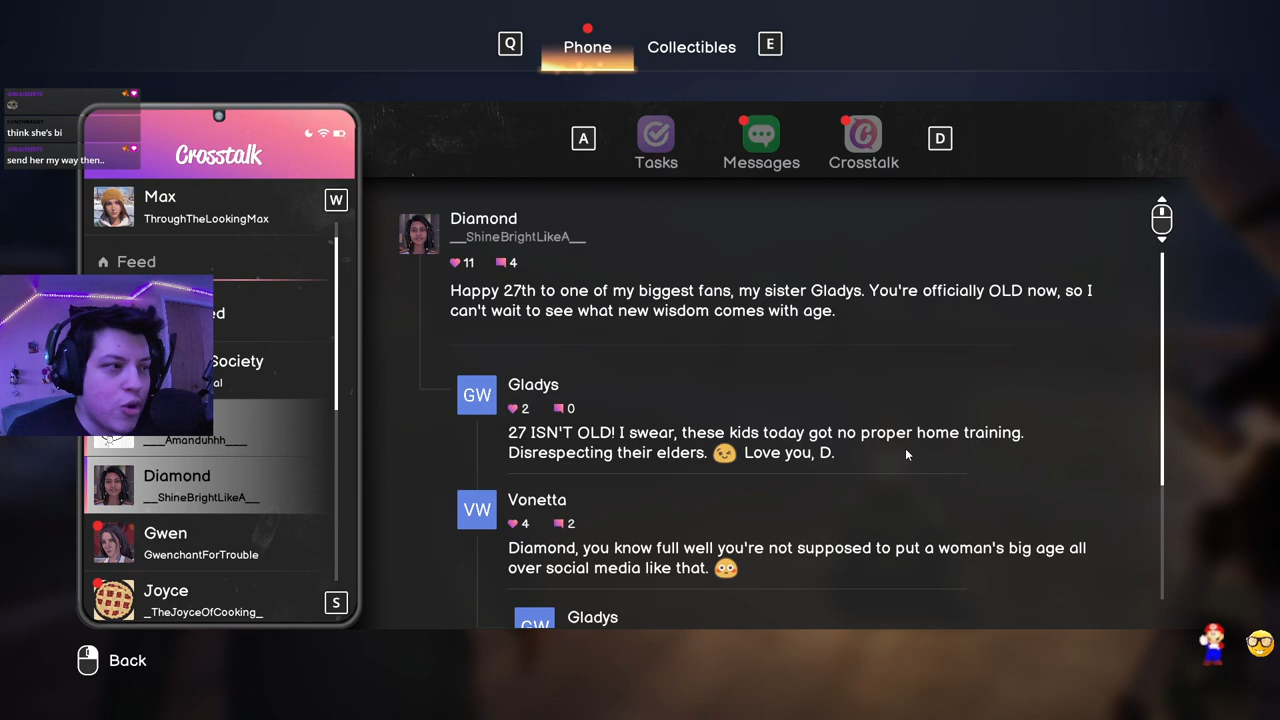 Q
Phone
Collectibles
E
think she's bi
send her my way then..
Crosstalk
A
Tasks
Messages
Crosstalk
D
Max
ThroughTheLookingMax
W
Feed
ed
Society
al
___Amanduhhh___
Diamond
__ShineBrightLikeA__
Gwen
GwenchantForTrouble
Joyce
_TheJoyceOfCooking_
S
Diamond
__ShineBrightLikeA__
11
4
Happy 27th to one of my biggest fans, my sister Gladys. You're officially OLD now, so I
can't wait to see what new wisdom comes with age.
GW
Gladys
2
0
27 ISN'T OLD! I swear, these kids today got no proper home training.
Disrespecting their elders. 😉 Love you, D.
VW
Vonetta
4
2
Diamond, you know full well you're not supposed to put a woman's big age all
over social media like that. 😳
GW
Gladys
Back